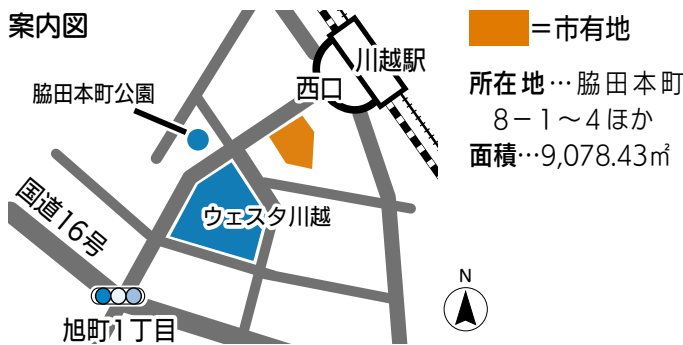 案内図
＝市有地
川越駅
西口
脇田本町公園
所在地…脇田本町
8－1～4ほか
面積…9,078.43㎡
国道16号
ウェスタ川越
旭町1丁目
N